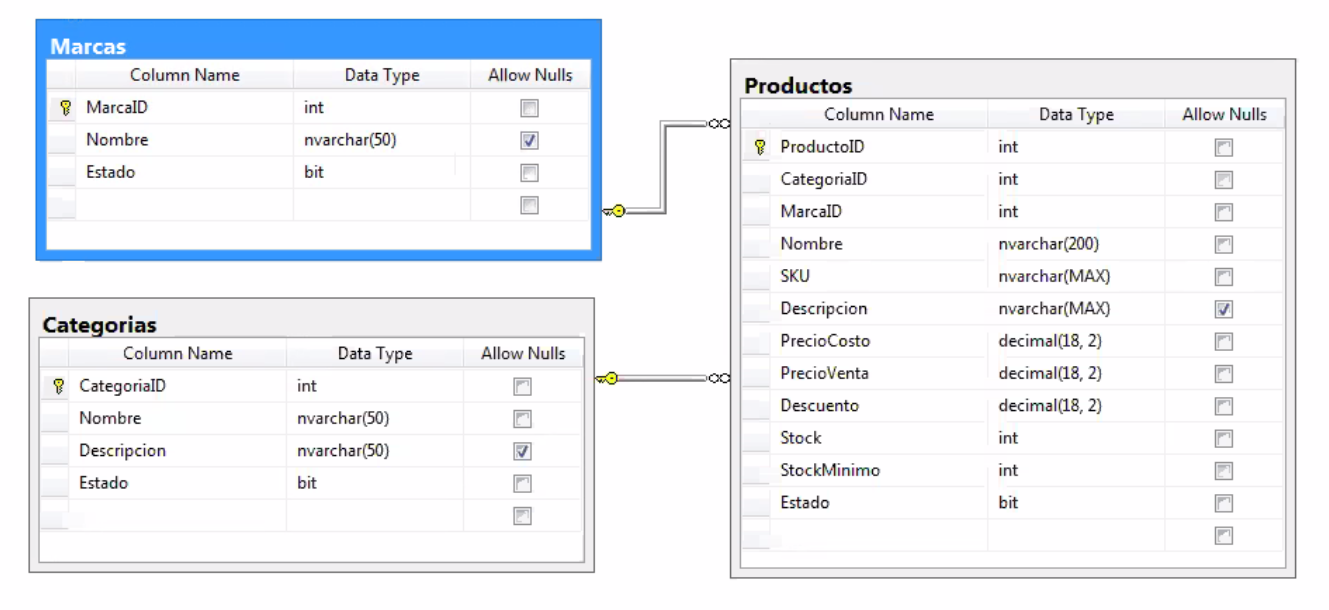 Marcas
Column Name Data Type Allow Nulls
MarcaID int
Nombre nvarchar(50)
Estado bit
Categorias
Column Name Data Type Allow Nulls
CategoriaID int
Nombre nvarchar(50)
Descripcion nvarchar(50)
Estado bit
Productos
Column Name Data Type Allow Nulls
ProductoID int
CategoriaID int
MarcaID int
Nombre nvarchar(200)
SKU nvarchar(MAX)
Descripcion nvarchar(MAX)
PrecioCosto decimal(18, 2)
PrecioVenta decimal(18, 2)
Descuento decimal(18, 2)
Stock int
StockMinimo int
Estado bit